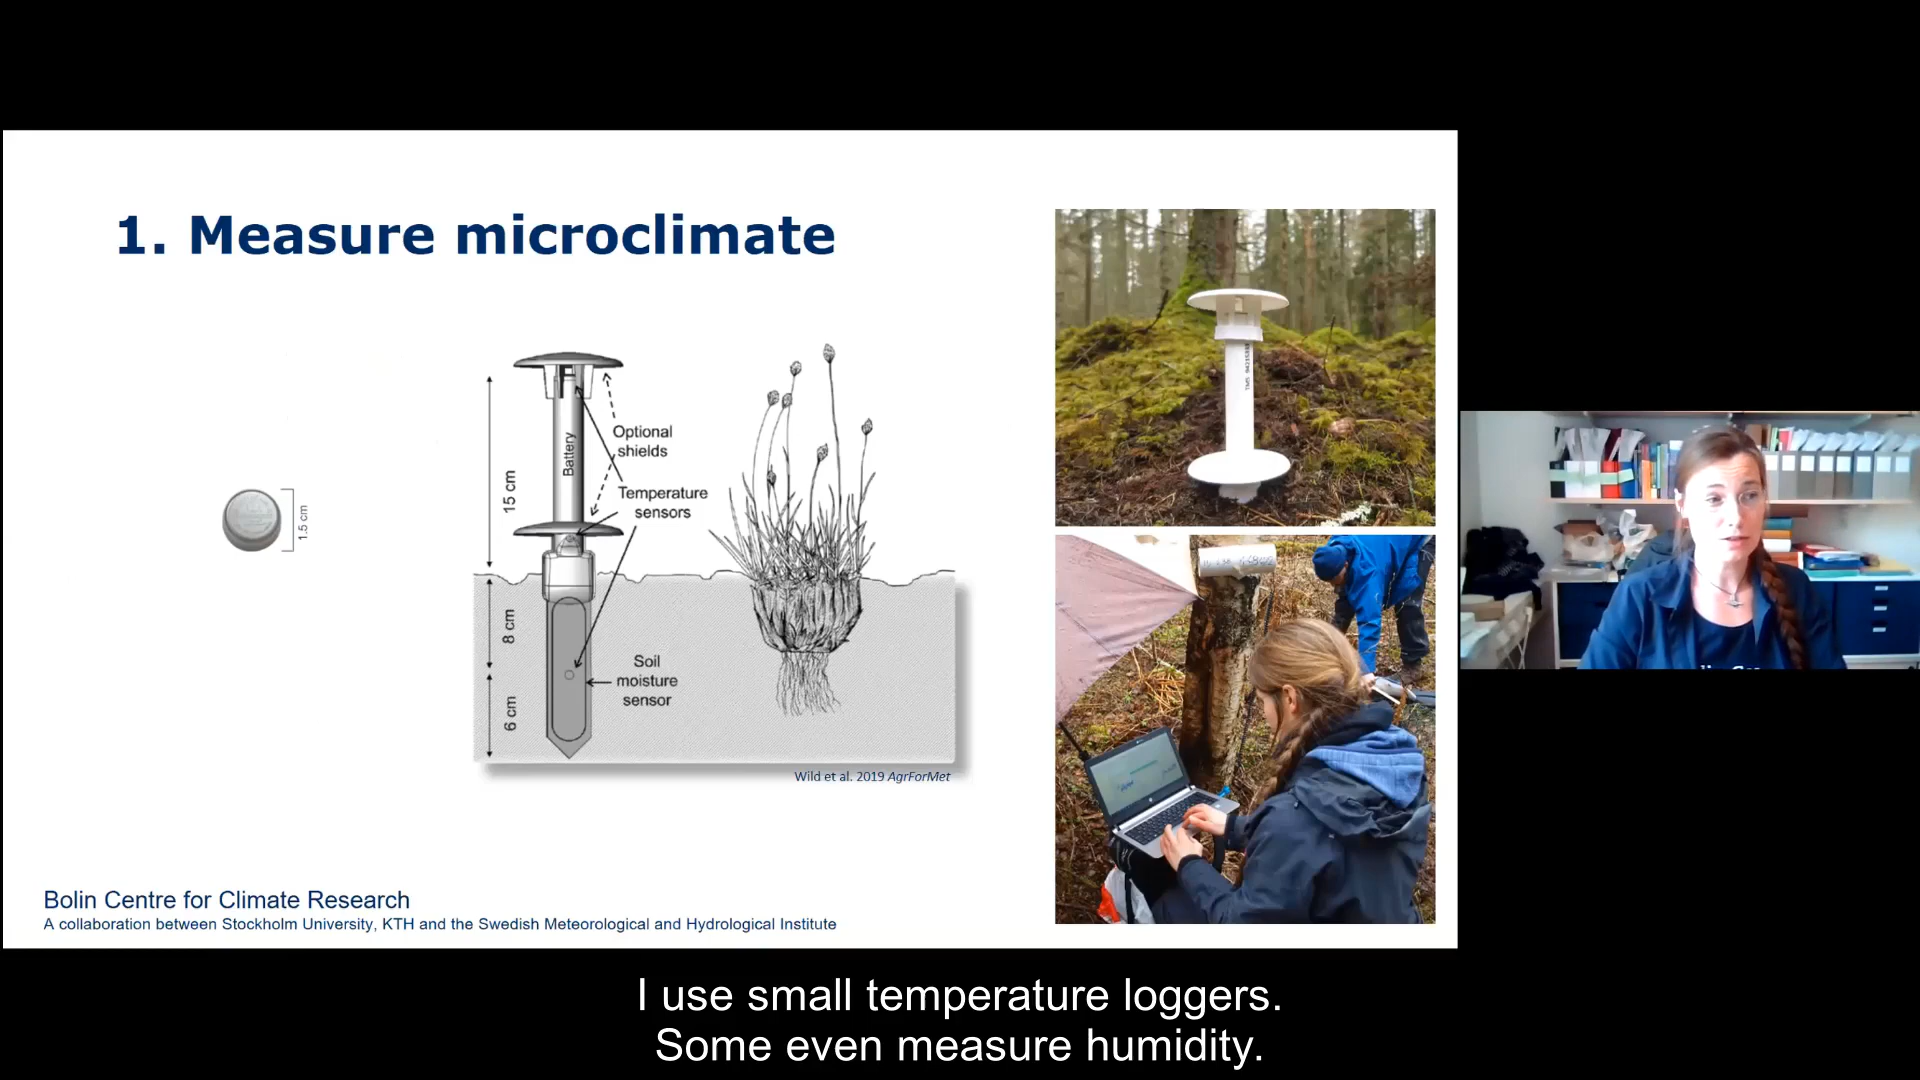 1. Measure microclimate
1.5 cm
15 cm
8 cm
6 cm
Battery
Optional
shields
Temperature
sensors
Soil
moisture
sensor
Wild et al. 2019 AgrForMet
Bolin Centre for Climate Research
A collaboration between Stockholm University, KTH and the Swedish Meteorological and Hydrological Institute
I use small temperature loggers.
Some even measure humidity.